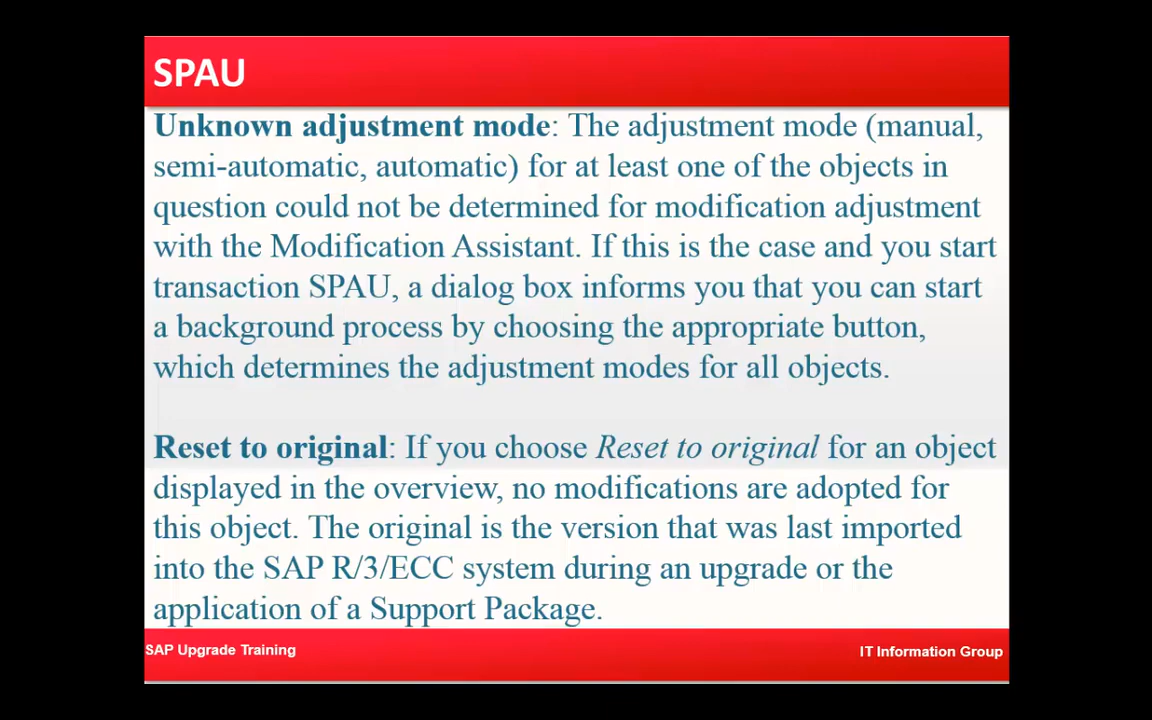 SPAU
Unknown adjustment mode: The adjustment mode (manual,
semi-automatic, automatic) for at least one of the objects in
question could not be determined for modification adjustment
with the Modification Assistant. If this is the case and you start
transaction SPAU, a dialog box informs you that you can start
a background process by choosing the appropriate button,
which determines the adjustment modes for all objects.
Reset to original: If you choose Reset to original for an object
displayed in the overview, no modifications are adopted for
this object. The original is the version that was last imported
into the SAP R/3/ECC system during an upgrade or the
application of a Support Package.
SAP Upgrade Training
IT Information Group